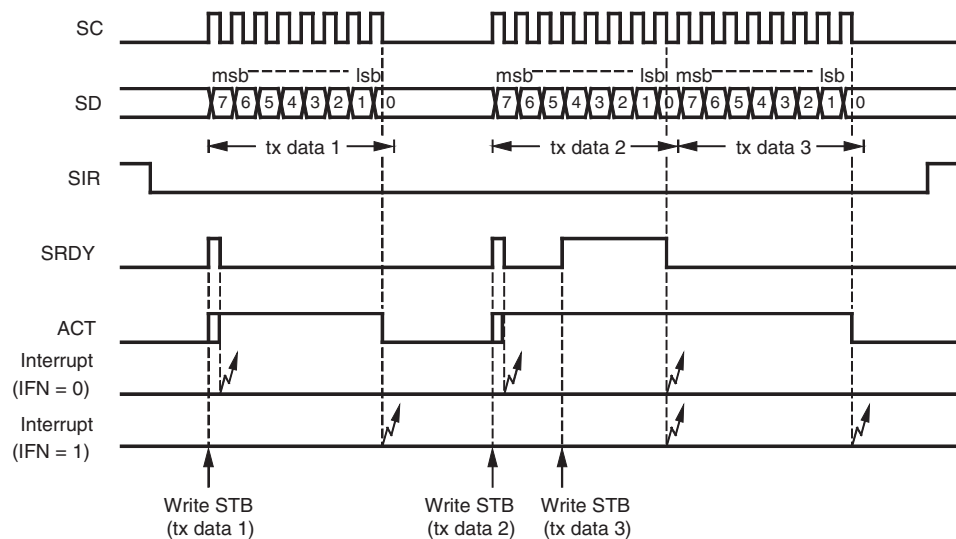 SC
msb lsb msb lsb
SD 7 6 5 4 3 2 1 0 7 6 5 4 3 2 1 0 7 6 5 4 3 2 1 0
tx data 1 tx data 2 tx data 3
SIR
SRDY
ACT
Interrupt
(IFN = 0)
Interrupt
(IFN = 1)
Write STB
(tx data 1)
Write STB
(tx data 2)
Write STB
(tx data 3)